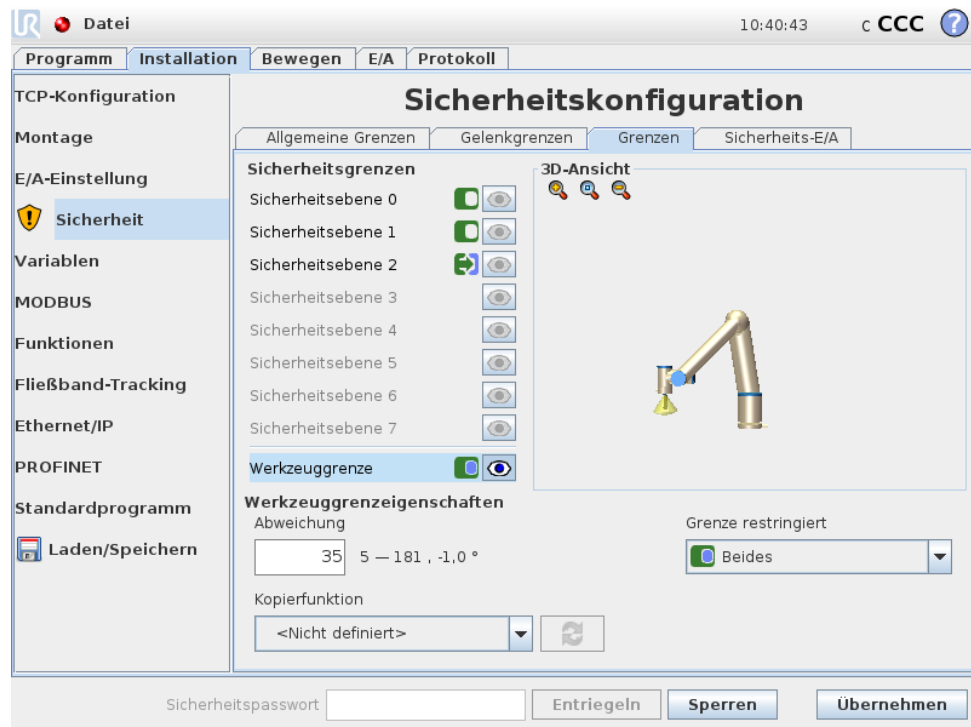 UR Datei 10:40:43 c CCC ?
Programm Installation Bewegen E/A Protokoll
TCP-Konfiguration
Montage
E/A-Einstellung
Sicherheit
Variablen
MODBUS
Funktionen
Fließband-Tracking
Ethernet/IP
PROFINET
Standardprogramm
Laden/Speichern
Sicherheitskonfiguration
Allgemeine Grenzen Gelenkgrenzen Grenzen Sicherheits-E/A
Sicherheitsgrenzen
Sicherheitsebene 0
Sicherheitsebene 1
Sicherheitsebene 2
Sicherheitsebene 3
Sicherheitsebene 4
Sicherheitsebene 5
Sicherheitsebene 6
Sicherheitsebene 7
Werkzeuggrenze
3D-Ansicht
Werkzeuggrenzeigenschaften
Abweichung Grenze restringiert
35 5 — 181 , -1,0 ° Beides
Kopierfunktion
<Nicht definiert>
Sicherheitspasswort Entriegeln Sperren Übernehmen